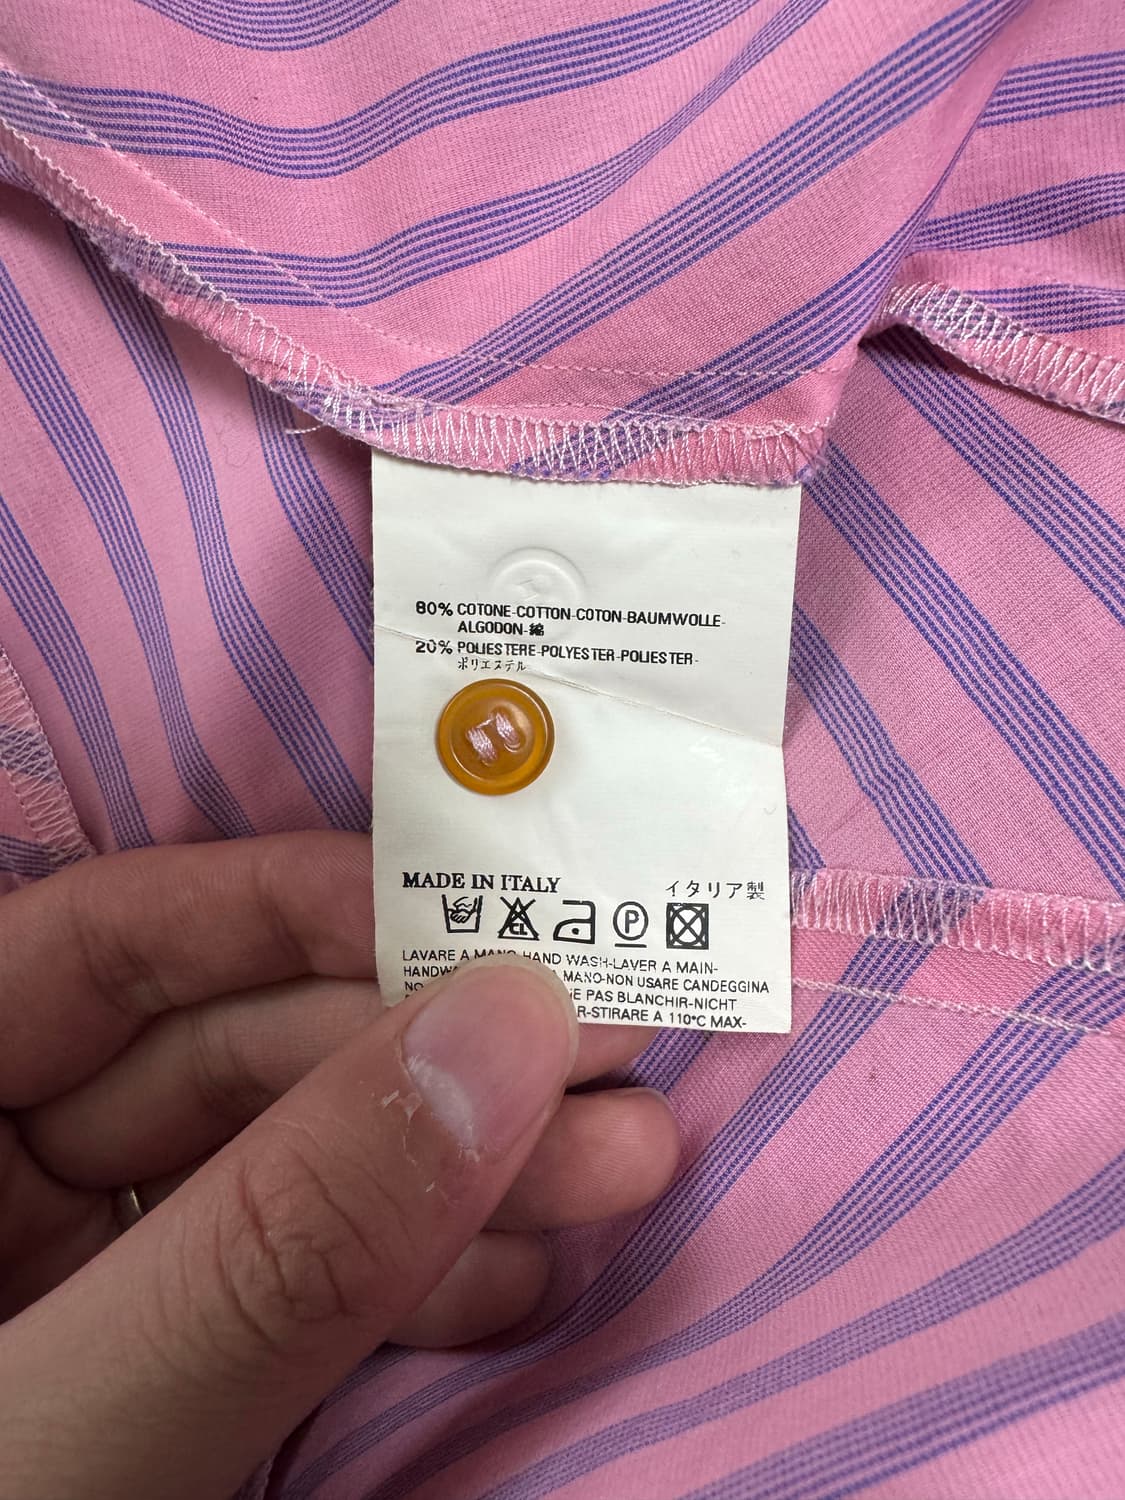 80% COTONE-COTTON-COTON-BAUMWOLLE-
ALGODON-綿
20% POLIESTERE-POLYESTER-POLIESTER-
ポリエステル
MADE IN ITALY イタリア製
CL P
LAVARE A MANO-HAND WASH-LAVER A MAIN-
A MANO-NON USARE CANDEGGINA
PAS BLANCHIR-NICHT
STIRARE A 110°C MAX-